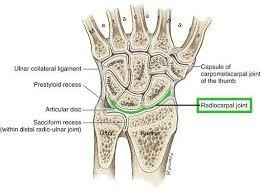 M e t a c a r p a l s
Ulnar collateral ligament
Prestyloid recess
Articular disc
Sacciform recess
(within distal radio-ulnar joint)
Capsule of
carpometacarpal joint
of the thumb
Radiocarpal joint
Ulna
Radius